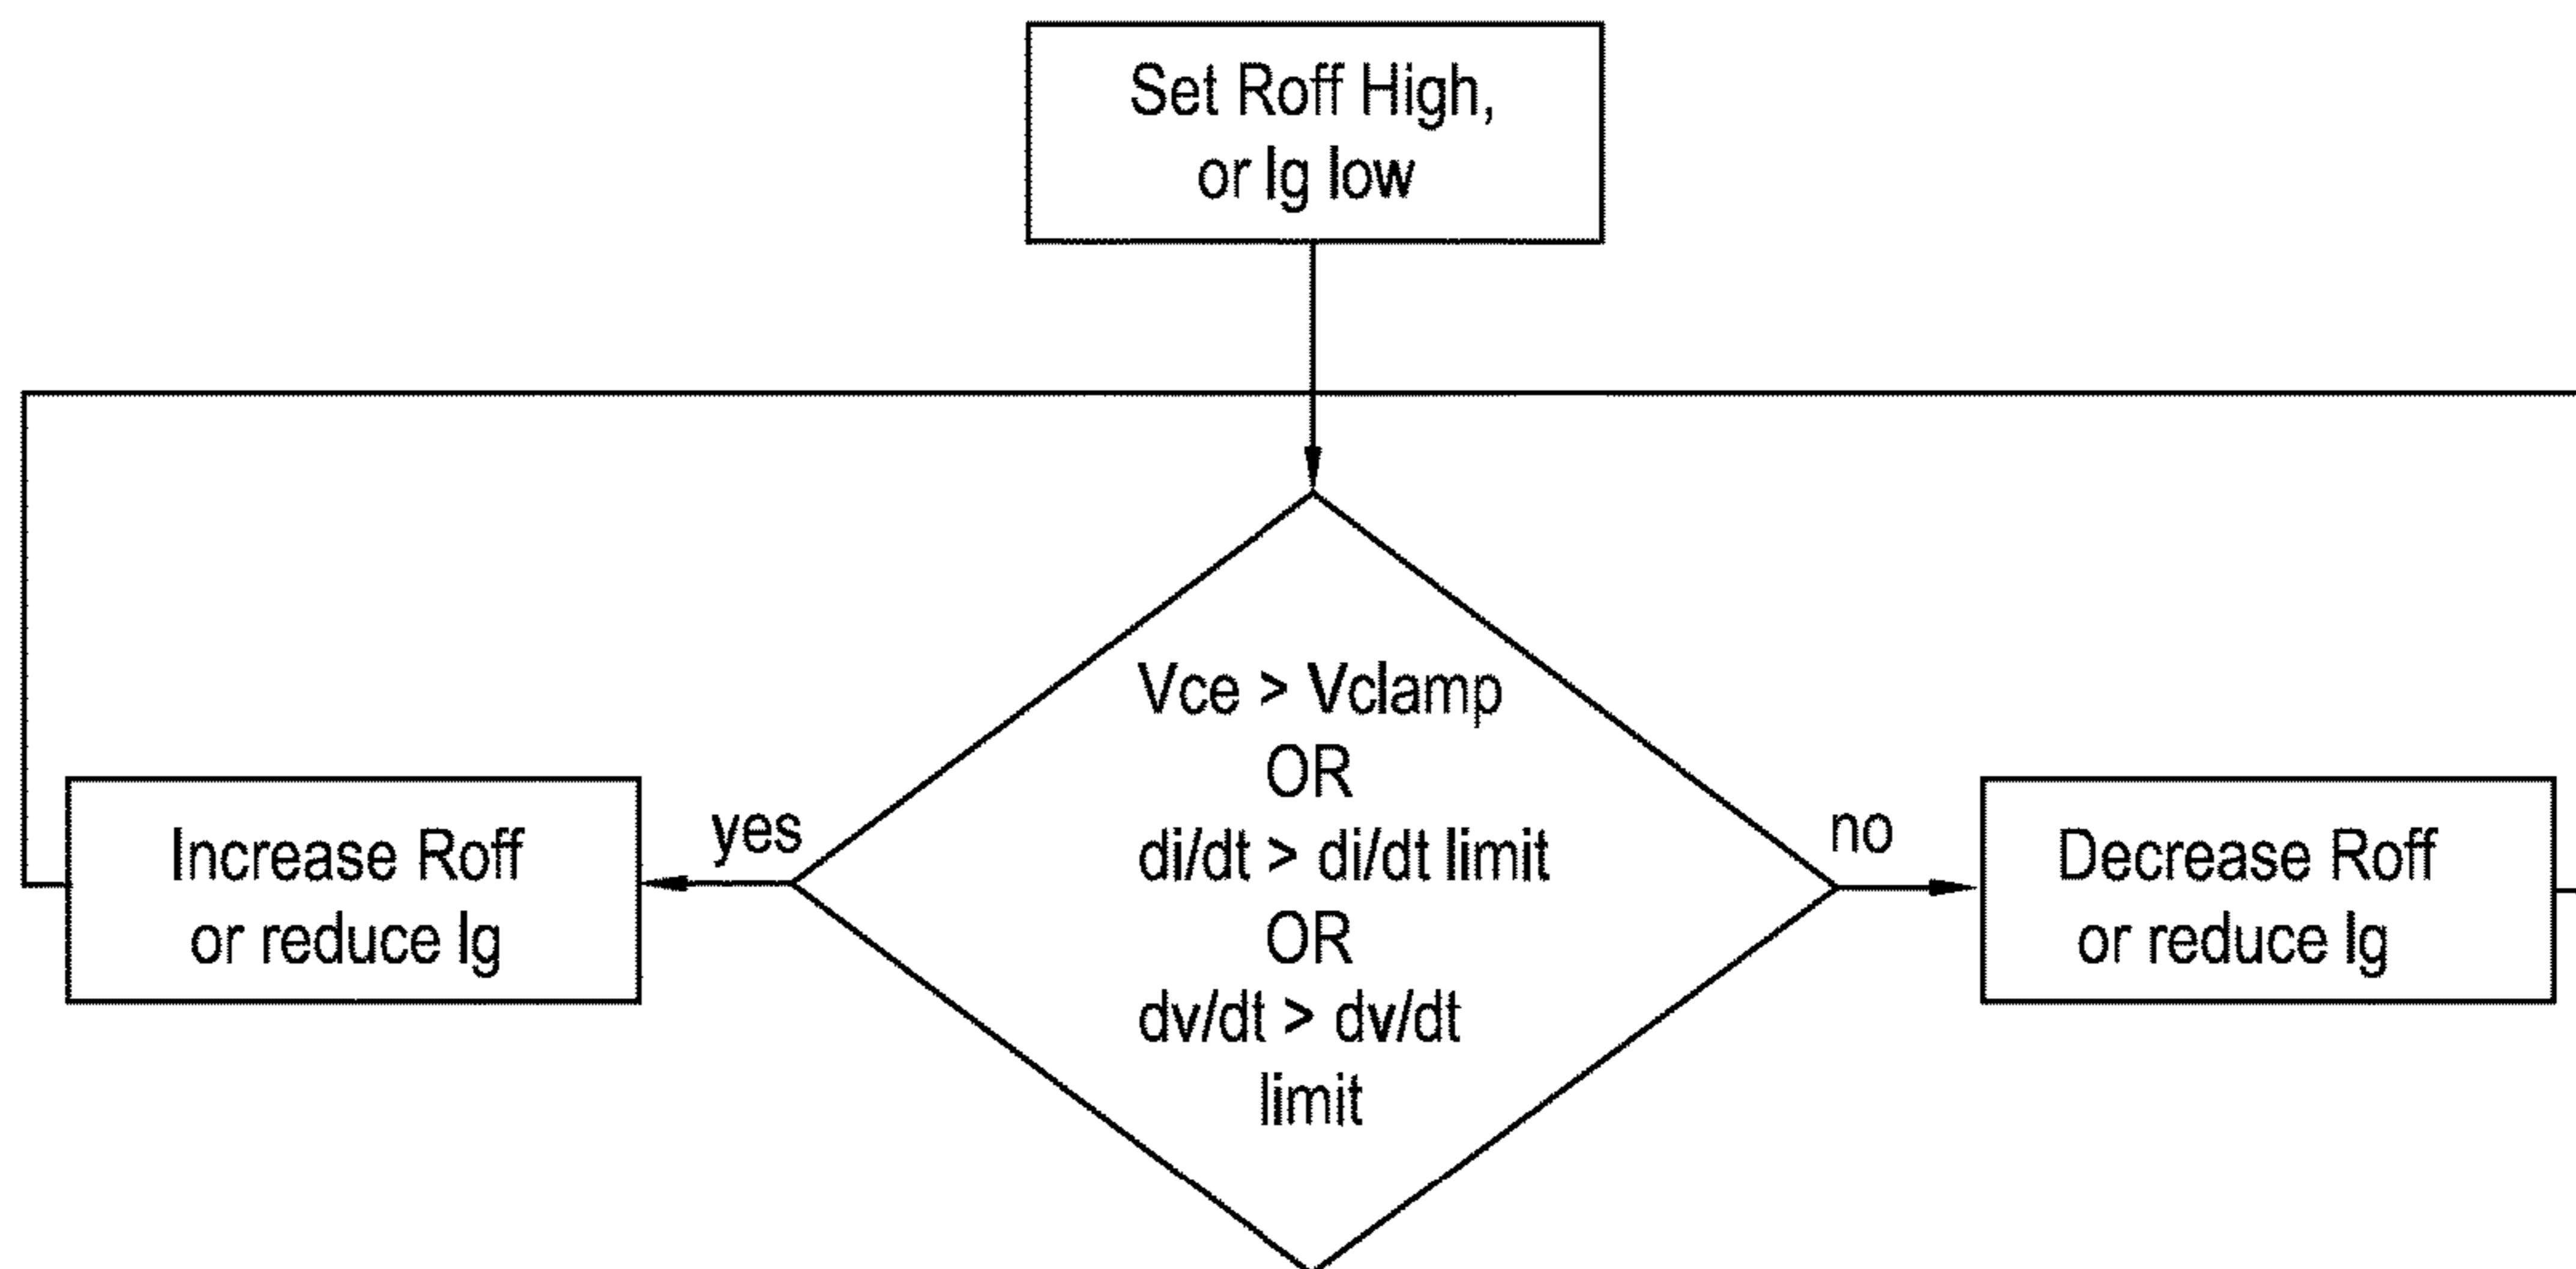 Set Roff High,
or Ig low
Vce > Vclamp
OR
di/dt > di/dt limit
OR
dv/dt > dv/dt
limit
yes
Increase Roff
or reduce Ig
no
Decrease Roff
or reduce Ig